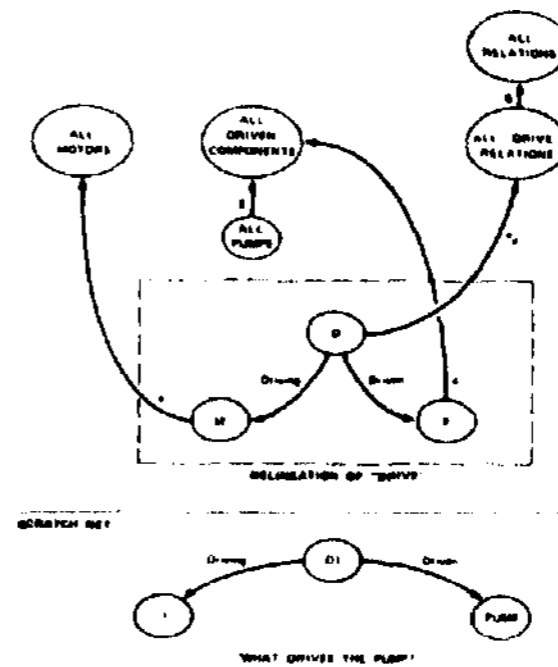 ALL
RELATIONS
ALL
MOTORS
ALL
DRIVEN
COMPONENTS
ALL DRIVE
RELATIONS
S
ALL
PUMPS
D
Driving
Driven
DELINEATION OF "DRIVE"
SCRATCH NET
D1
Driving
Driven
PUMP
"WHAT DRIVES THE PUMP?"